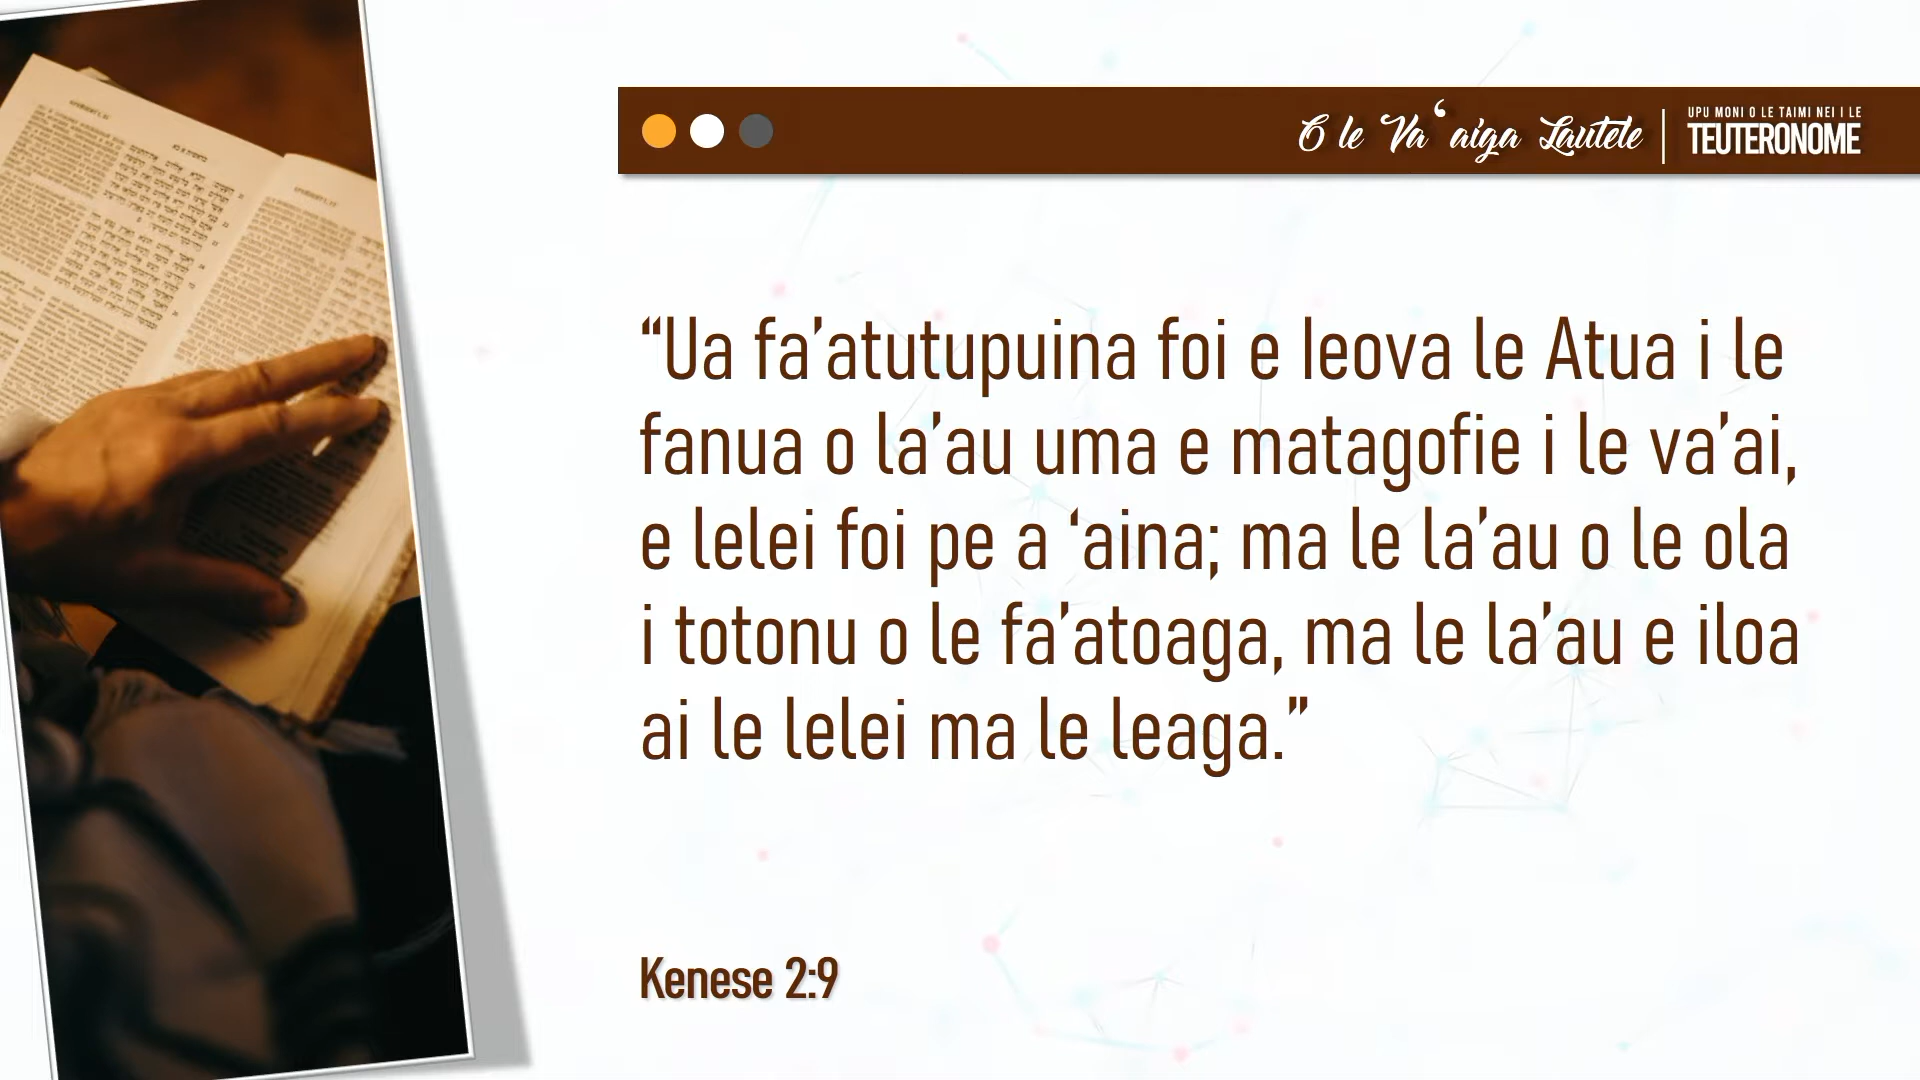 O le Va‘aiga Lautele
UPU MONI O LE TAIMI NEI I LE
TEUTERONOME
“Ua fa’atutupuina foi e Ieova le Atua i le
fanua o la’au uma e matagofie i le va’ai,
e lelei foi pe a ‘aina; ma le la’au o le ola
i totonu o le fa’atoaga, ma le la’au e iloa
ai le lelei ma le leaga.”
Kenese 2:9